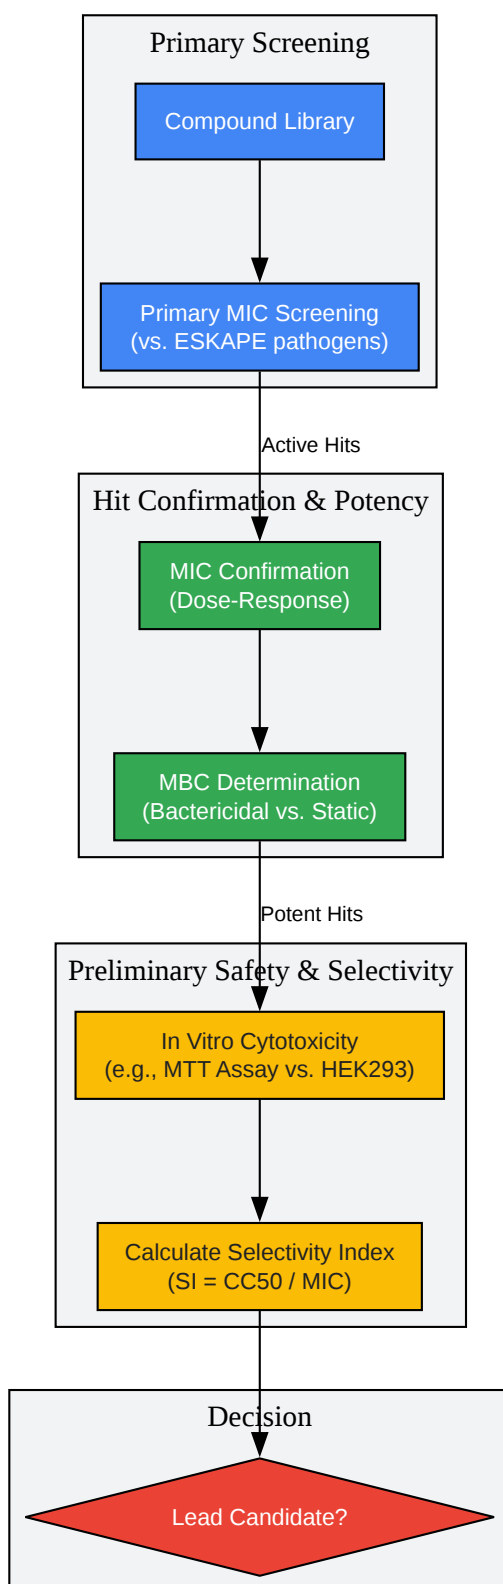 Primary Screening
Compound Library
Primary MIC Screening
(vs. ESKAPE pathogens)
Active Hits
Hit Confirmation & Potency
MIC Confirmation
(Dose-Response)
MBC Determination
(Bactericidal vs. Static)
Potent Hits
Preliminary Safety & Selectivity
In Vitro Cytotoxicity
(e.g., MTT Assay vs. HEK293)
Calculate Selectivity Index
(SI = CC50 / MIC)
Decision
Lead Candidate?